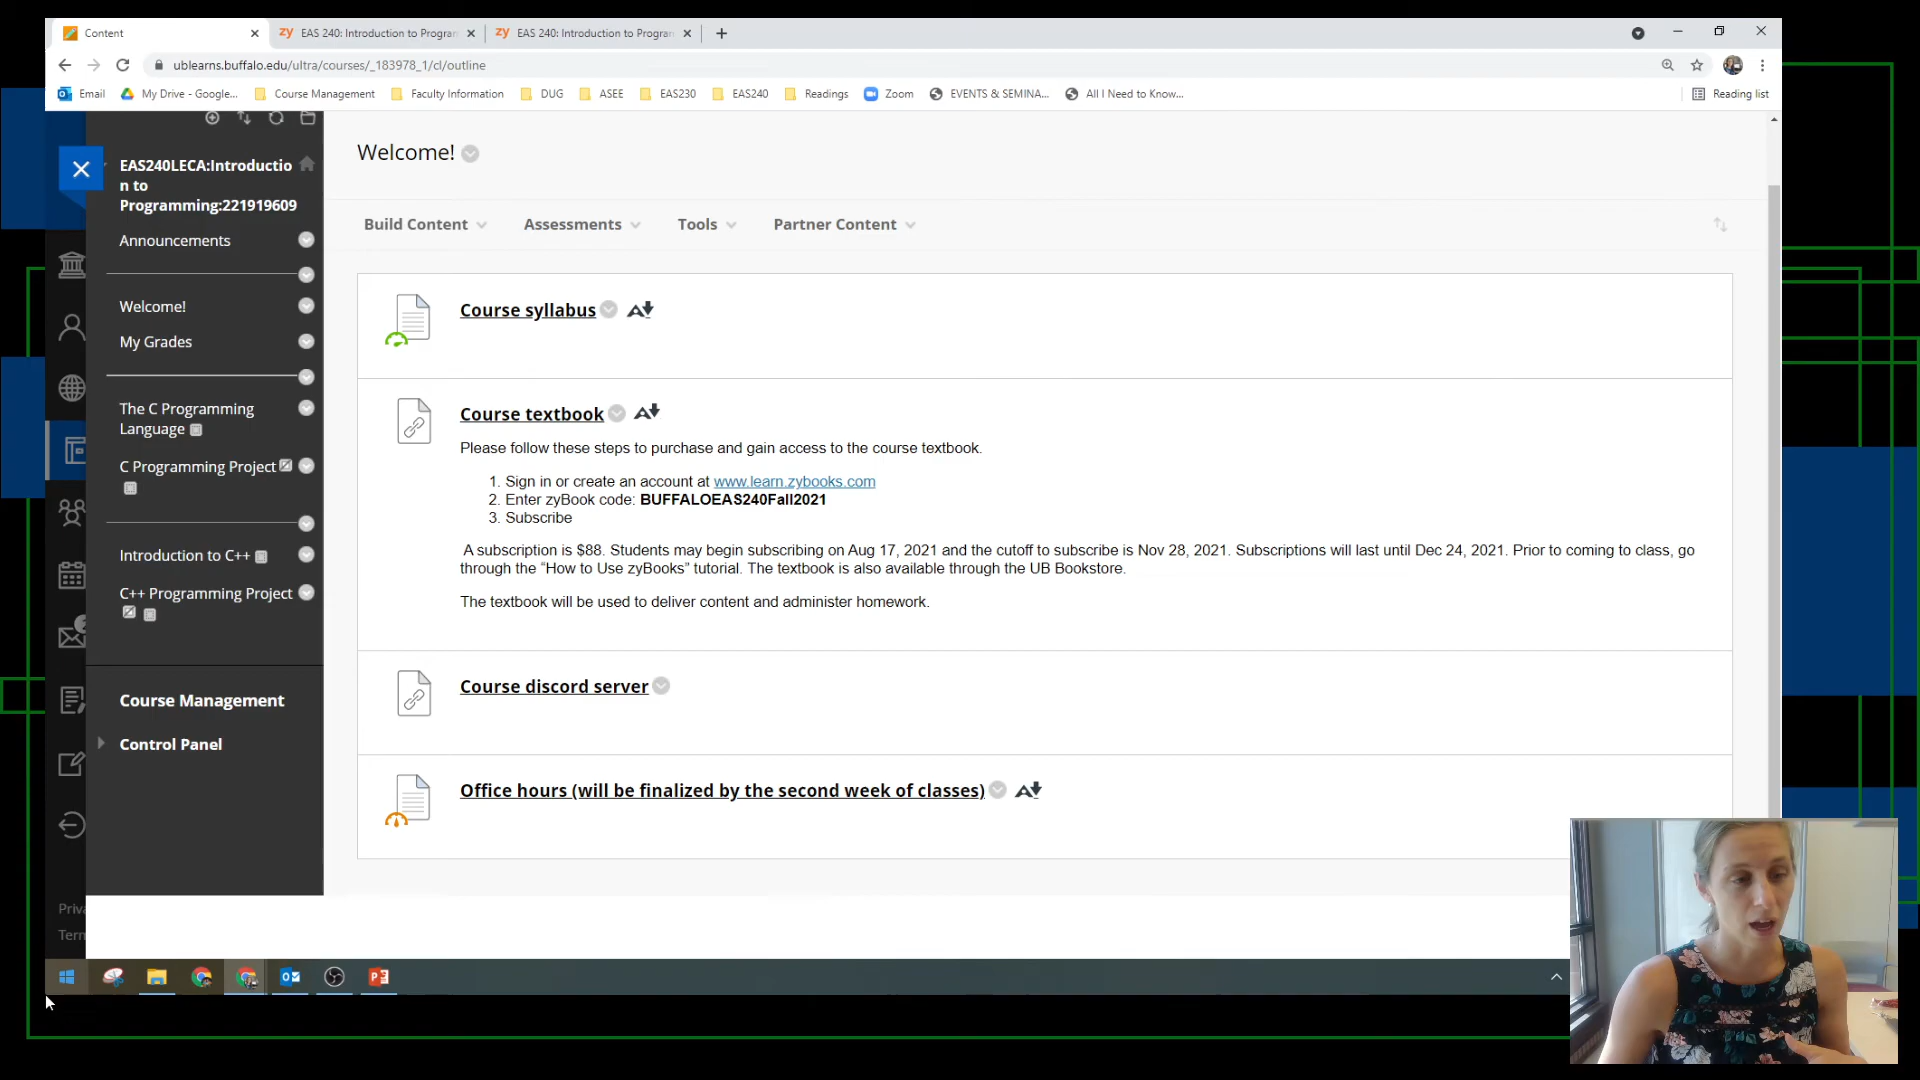 Content
zy EAS 240: Introduction to Progran
zy EAS 240: Introduction to Progran
ublearns.buffalo.edu/ultra/courses/_183978_1/cl/outline
Email
My Drive - Google...
Course Management
Faculty Information
DUG
ASEE
EAS230
EAS240
Readings
Zoom
EVENTS & SEMINA...
All I Need to Know...
Reading list
EAS240LECA:Introductio
n to
Programming:221919609
Announcements
Welcome!
My Grades
The C Programming
Language
C Programming Project
Introduction to C++
C++ Programming Project
Course Management
Control Panel
Priva
Term
Welcome!
Build Content
Assessments
Tools
Partner Content
Course syllabus
Course textbook
Please follow these steps to purchase and gain access to the course textbook.
1. Sign in or create an account at www.learn.zybooks.com
2. Enter zyBook code: BUFFALOEAS240Fall2021
3. Subscribe
A subscription is $88. Students may begin subscribing on Aug 17, 2021 and the cutoff to subscribe is Nov 28, 2021. Subscriptions will last until Dec 24, 2021. Prior to coming to class, go
through the “How to Use zyBooks” tutorial. The textbook is also available through the UB Bookstore.
The textbook will be used to deliver content and administer homework.
Course discord server
Office hours (will be finalized by the second week of classes)